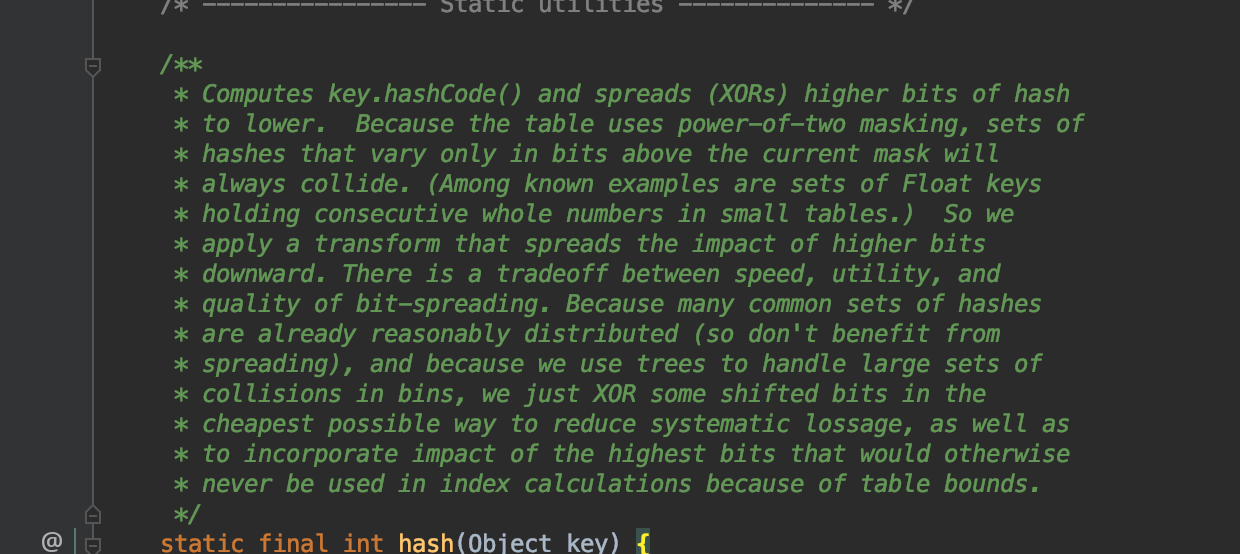 /* ---------------- Static utilities -------------- */
/**
* Computes key.hashCode() and spreads (XORs) higher bits of hash
* to lower.  Because the table uses power-of-two masking, sets of
* hashes that vary only in bits above the current mask will
* always collide. (Among known examples are sets of Float keys
* holding consecutive whole numbers in small tables.)  So we
* apply a transform that spreads the impact of higher bits
* downward. There is a tradeoff between speed, utility, and
* quality of bit-spreading. Because many common sets of hashes
* are already reasonably distributed (so don't benefit from
* spreading), and because we use trees to handle large sets of
* collisions in bins, we just XOR some shifted bits in the
* cheapest possible way to reduce systematic lossage, as well as
* to incorporate impact of the highest bits that would otherwise
* never be used in index calculations because of table bounds.
*/
@ static final int hash(Object key) {